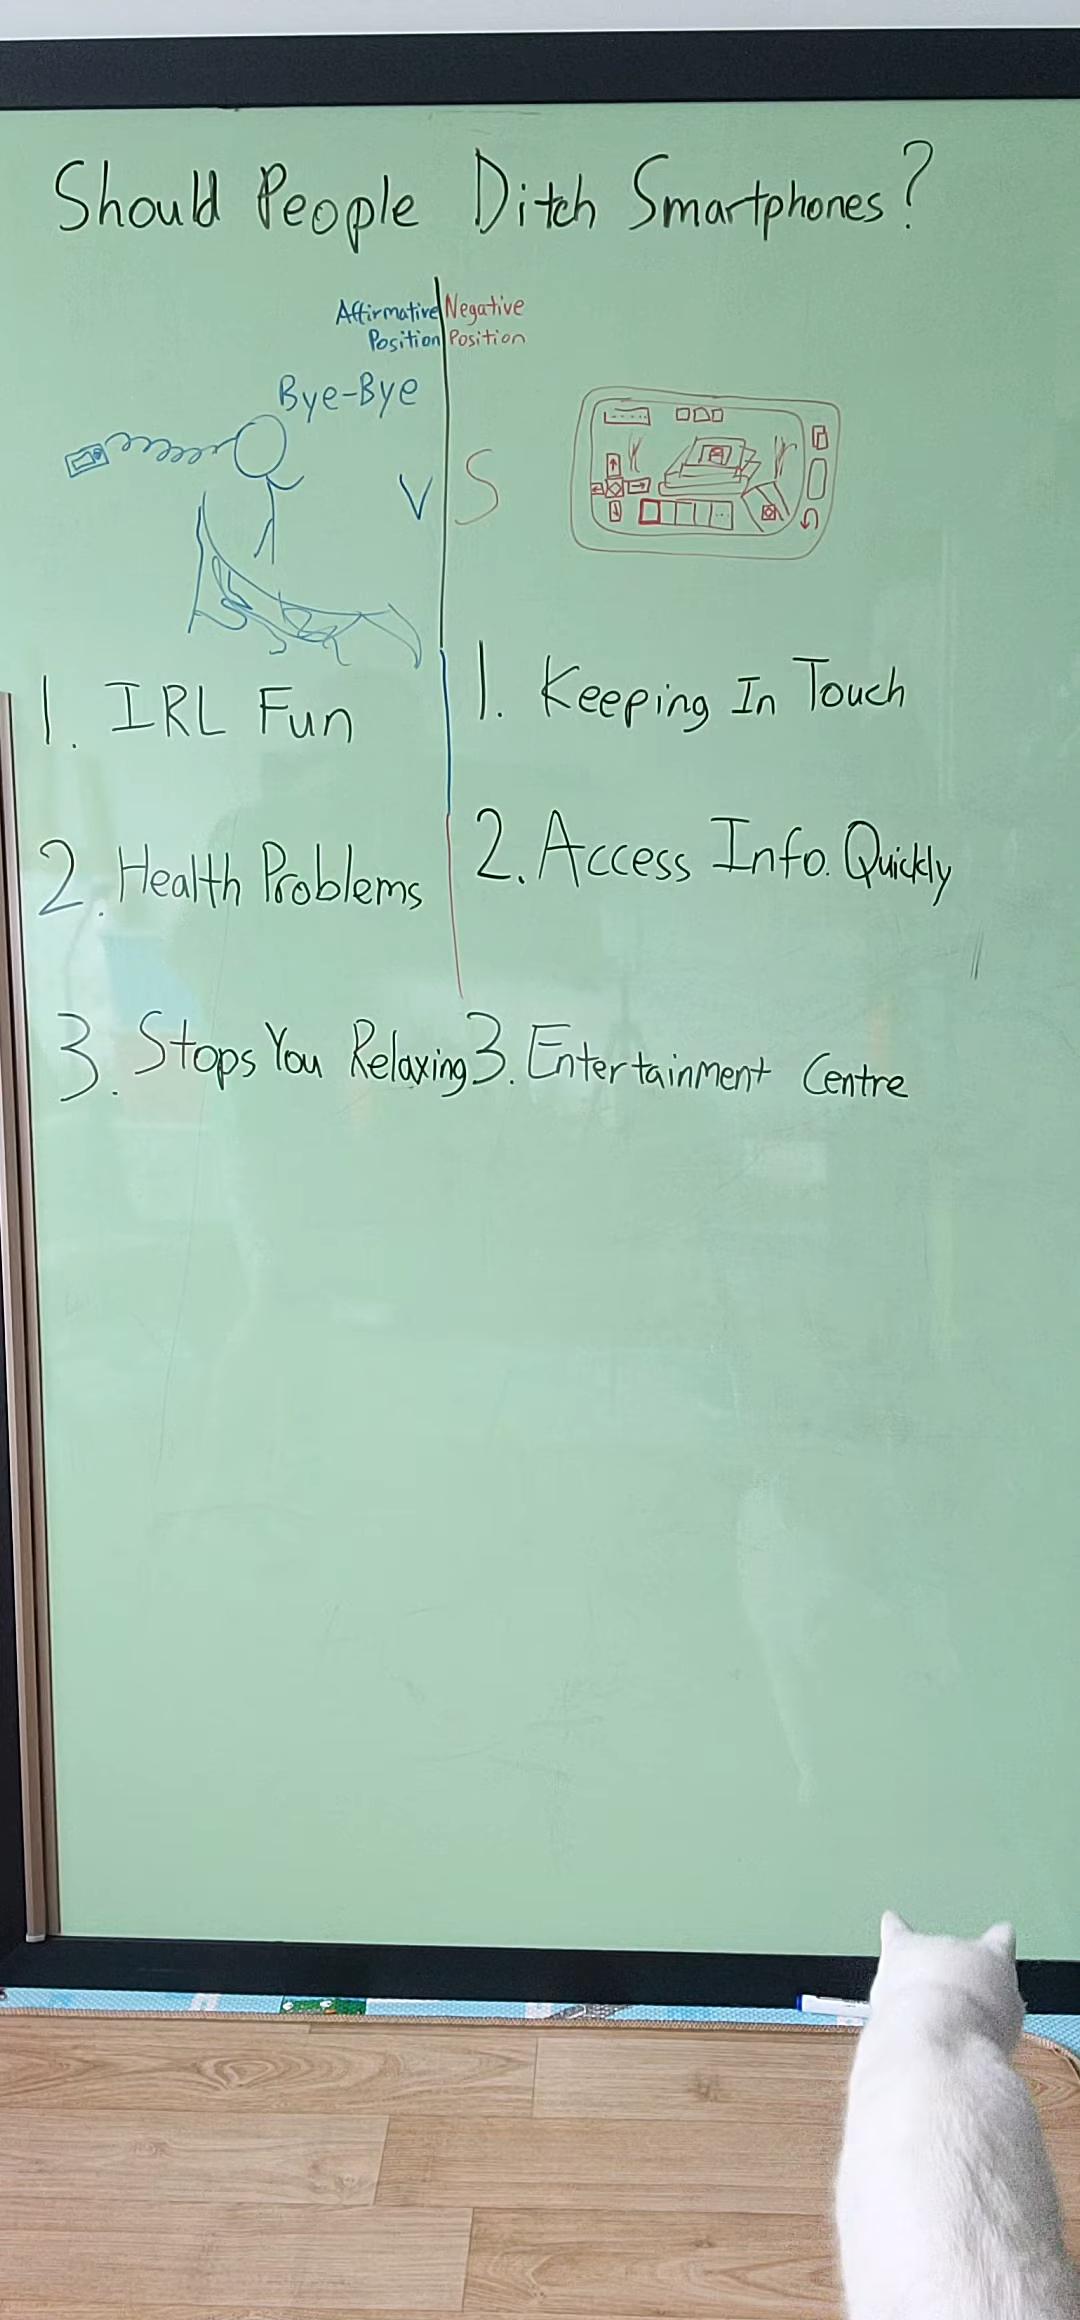 Should People Ditch Smartphones?
Affirmative
Position
Negative
Position
Bye-Bye
VS
1. IRL Fun
2. Health Problems
3. Stops You Relaxing
1. Keeping In Touch
2. Access Info. Quickly
3. Entertainment Centre